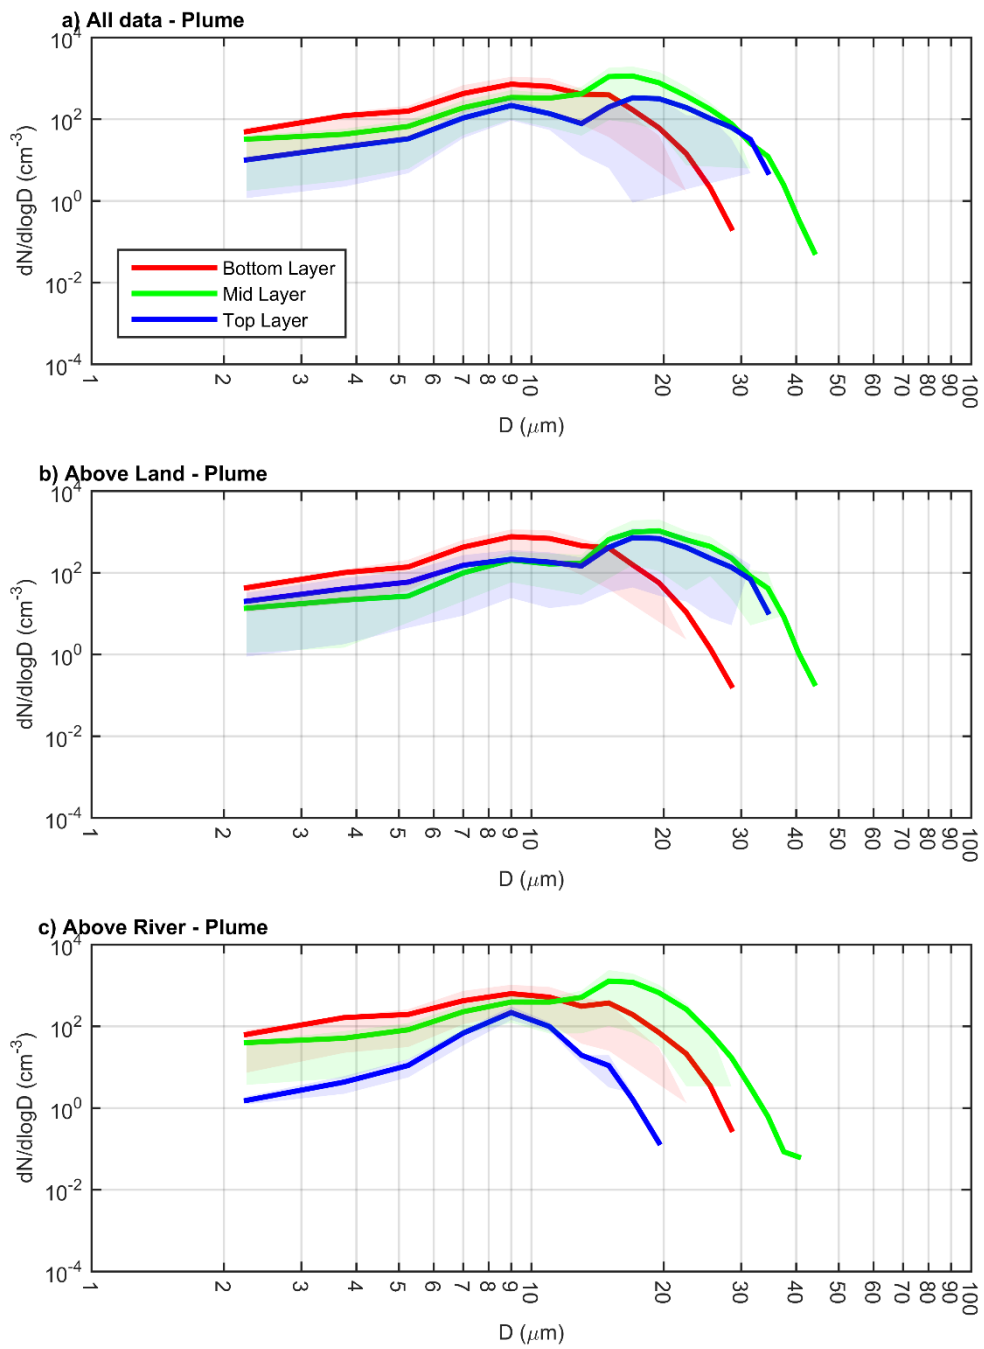 a) All data - Plume
10^4
10^2
10^0
10^-2
10^-4
dN/dlogD (cm^-3)
Bottom Layer
Mid Layer
Top Layer
1 2 3 4 5 6 7 8 9 10 20 30 40 50 60 70 80 90 100
D (μm)
b) Above Land - Plume
10^4
10^2
10^0
10^-2
10^-4
dN/dlogD (cm^-3)
1 2 3 4 5 6 7 8 9 10 20 30 40 50 60 70 80 90 100
D (μm)
c) Above River - Plume
10^4
10^2
10^0
10^-2
10^-4
dN/dlogD (cm^-3)
1 2 3 4 5 6 7 8 9 10 20 30 40 50 60 70 80 90 100
D (μm)